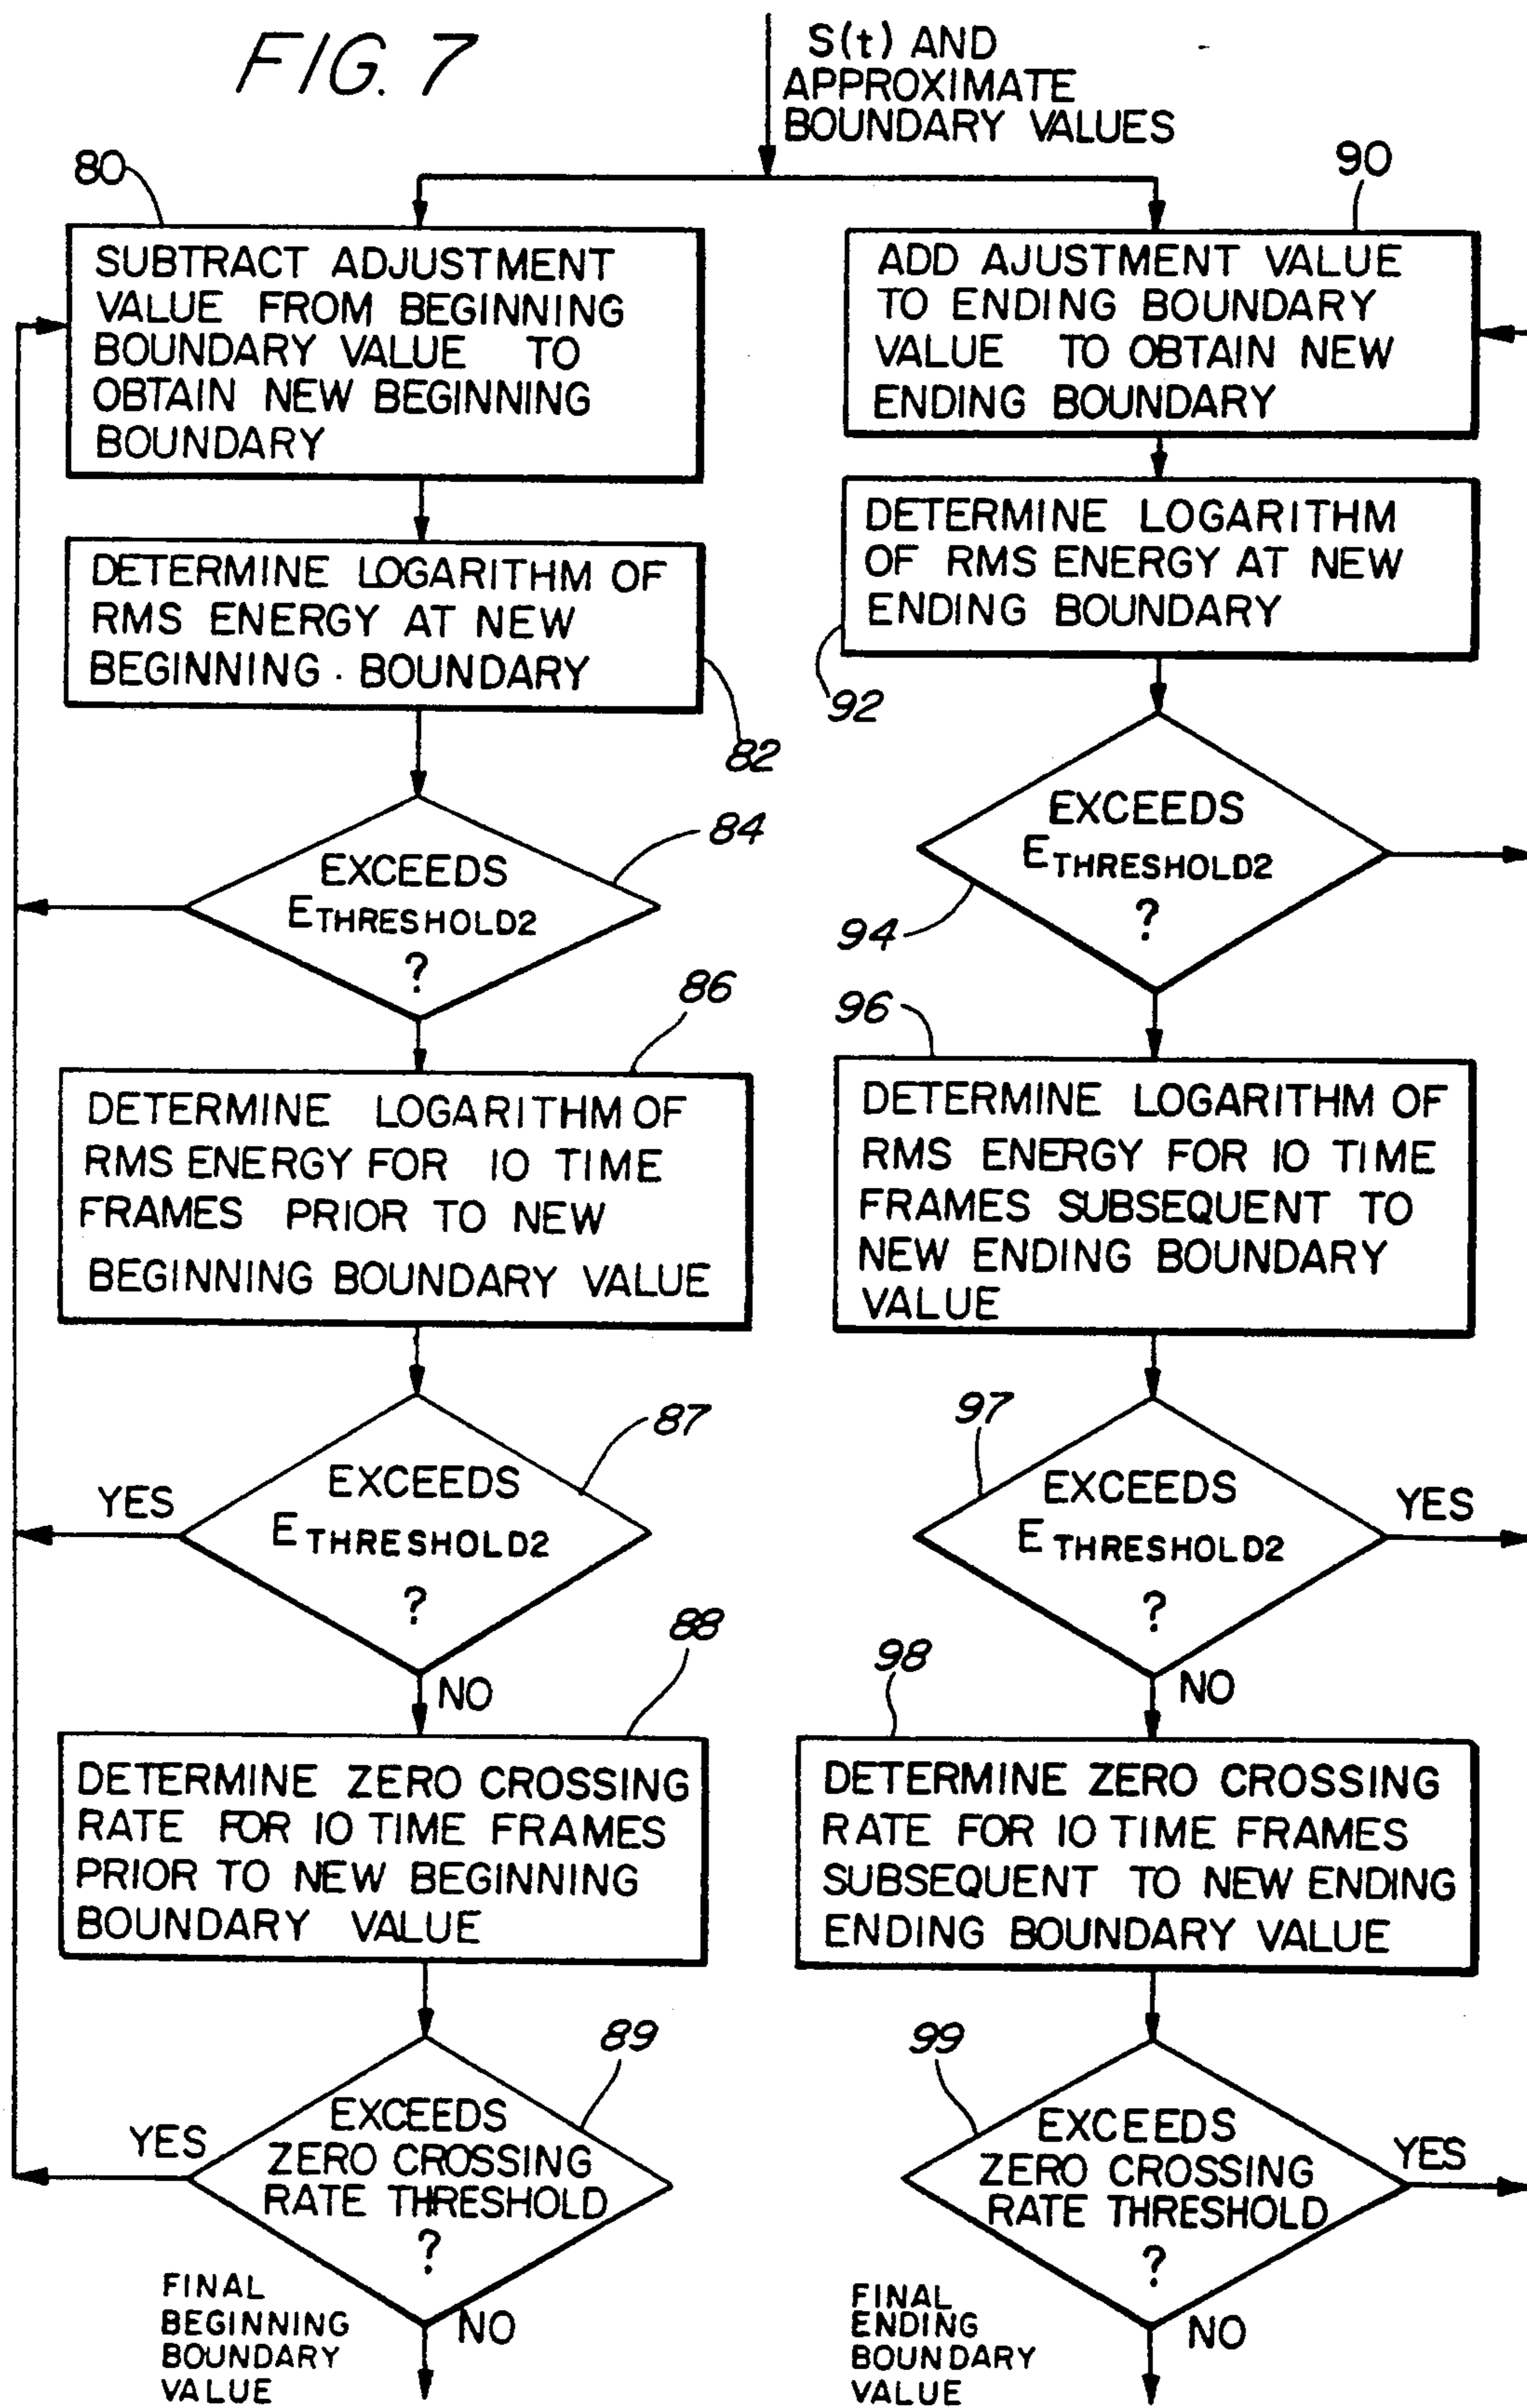 FIG. 7
S(t) AND
APPROXIMATE
BOUNDARY VALUES
80
SUBTRACT ADJUSTMENT
VALUE FROM BEGINNING
BOUNDARY VALUE TO
OBTAIN NEW BEGINNING
BOUNDARY
DETERMINE LOGARITHM OF
RMS ENERGY AT NEW
BEGINNING BOUNDARY
82
EXCEEDS
ETHRESHOLD2
?
84
86
DETERMINE LOGARITHM OF
RMS ENERGY FOR 10 TIME
FRAMES PRIOR TO NEW
BEGINNING BOUNDARY VALUE
87
EXCEEDS
ETHRESHOLD2
?
YES
NO
88
DETERMINE ZERO CROSSING
RATE FOR 10 TIME FRAMES
PRIOR TO NEW BEGINNING
BOUNDARY VALUE
89
EXCEEDS
ZERO CROSSING
RATE THRESHOLD
?
YES
NO
FINAL
BEGINNING
BOUNDARY
VALUE
90
ADD AJUSTMENT VALUE
TO ENDING BOUNDARY
VALUE TO OBTAIN NEW
ENDING BOUNDARY
DETERMINE LOGARITHM
OF RMS ENERGY AT NEW
ENDING BOUNDARY
92
EXCEEDS
ETHRESHOLD2
?
94
96
DETERMINE LOGARITHM OF
RMS ENERGY FOR 10 TIME
FRAMES SUBSEQUENT TO
NEW ENDING BOUNDARY
VALUE
97
EXCEEDS
E THRESHOLD2
?
YES
NO
98
DETERMINE ZERO CROSSING
RATE FOR 10 TIME FRAMES
SUBSEQUENT TO NEW ENDING
ENDING BOUNDARY VALUE
99
EXCEEDS
ZERO CROSSING
RATE THRESHOLD
?
YES
NO
FINAL
ENDING
BOUNDARY
VALUE